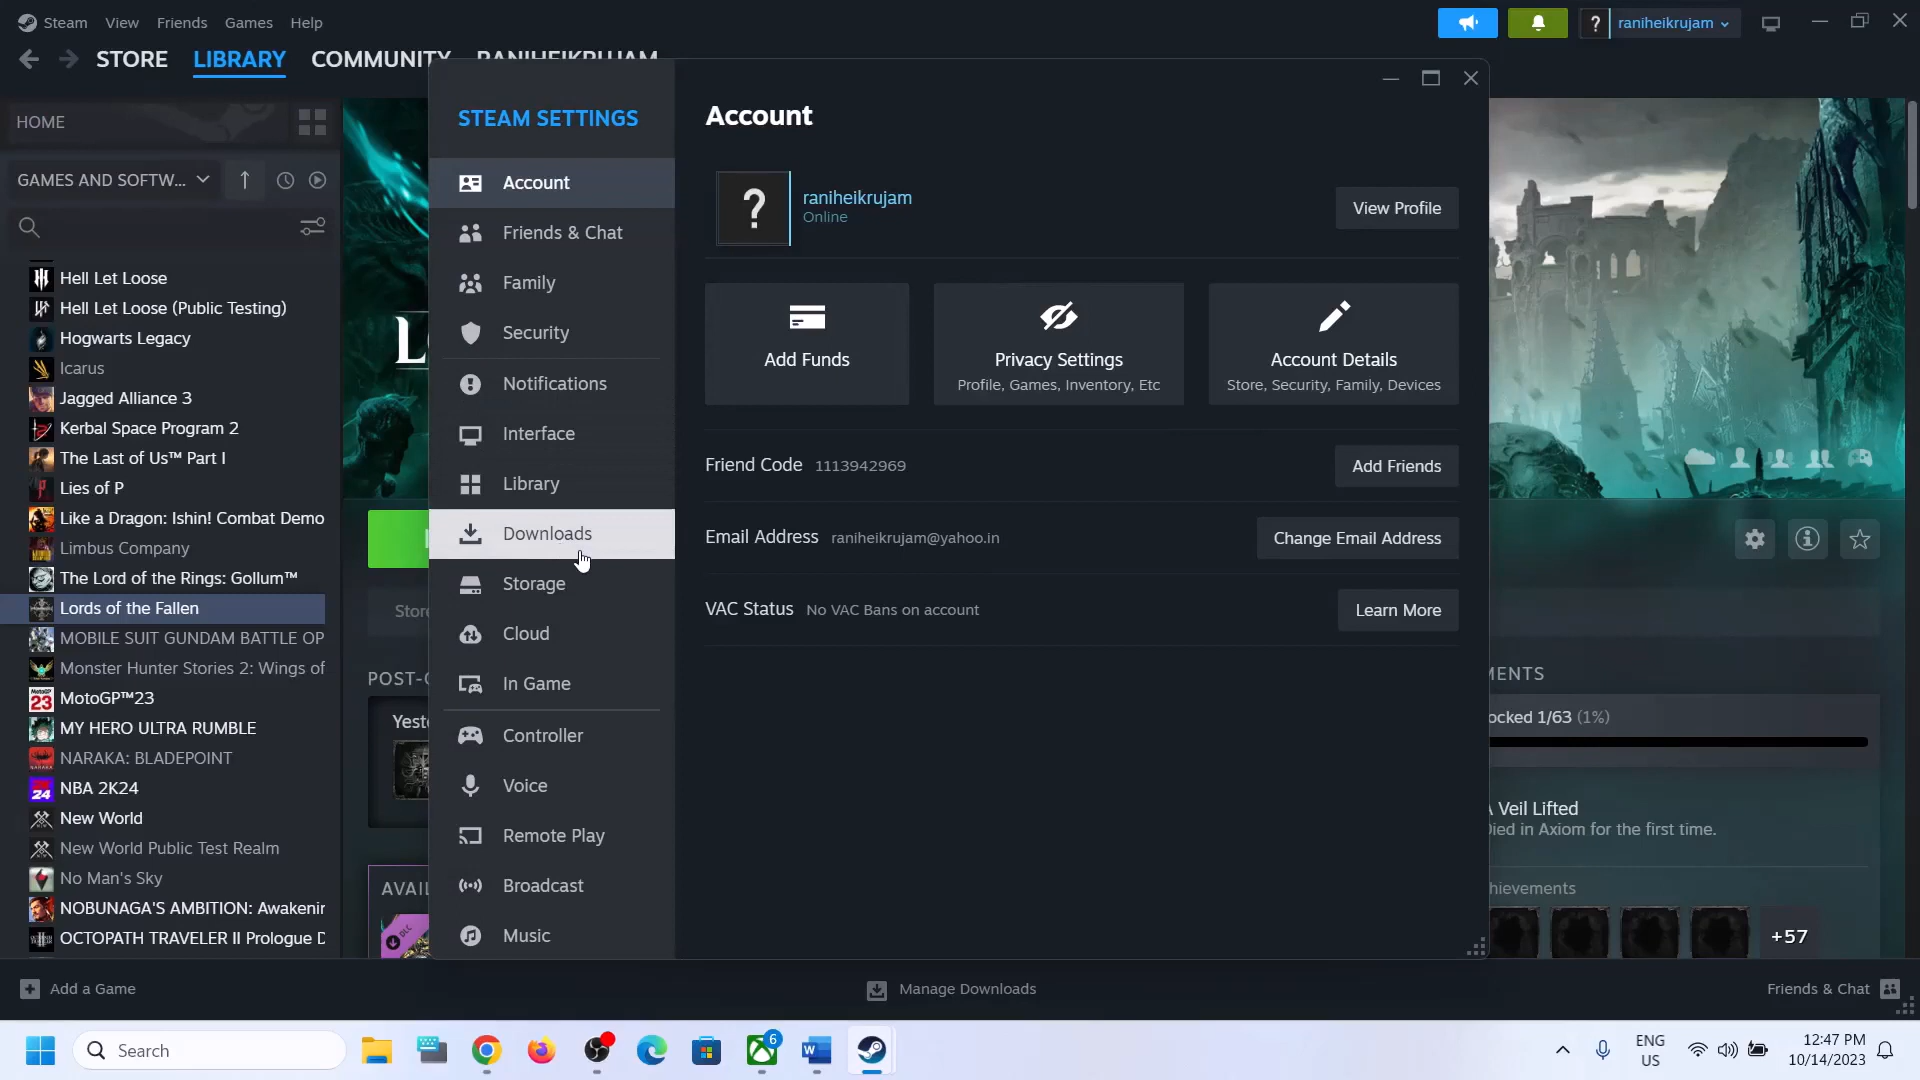 Steam View Friends Games Help
raniheikrujam
STORE LIBRARY COMMUNITY RANIHEIKRUJAM
HOME
GAMES AND SOFTW...
Hell Let Loose
Hell Let Loose (Public Testing)
Hogwarts Legacy
Icarus
Jagged Alliance 3
Kerbal Space Program 2
The Last of Us™ Part I
Lies of P
Like a Dragon: Ishin! Combat Demo
Limbus Company
The Lord of the Rings: Gollum™
Lords of the Fallen
MOBILE SUIT GUNDAM BATTLE OP
Monster Hunter Stories 2: Wings of
MotoGP™23
MY HERO ULTRA RUMBLE
NARAKA: BLADEPOINT
NBA 2K24
New World
New World Public Test Realm
No Man's Sky
NOBUNAGA'S AMBITION: Awakenir
OCTOPATH TRAVELER II Prologue D
STEAM SETTINGS
Account
Friends & Chat
Family
Security
Notifications
Interface
Library
Downloads
Storage
Cloud
In Game
Controller
Voice
Remote Play
Broadcast
Music
Account
?
raniheikrujam
Online
View Profile
Add Funds
Privacy Settings
Profile, Games, Inventory, Etc
Account Details
Store, Security, Family, Devices
Friend Code 1113942969
Add Friends
Email Address raniheikrujam@yahoo.in
Change Email Address
VAC Status No VAC Bans on account
Learn More
Stor
POST-
Yest
AVAI
DLC
MENTS
ocked 1/63 (1%)
A Veil Lifted
Died in Axiom for the first time.
hievements
+57
Add a Game
Manage Downloads
Friends & Chat
Search
6
ENG
US
12:47 PM
10/14/2023